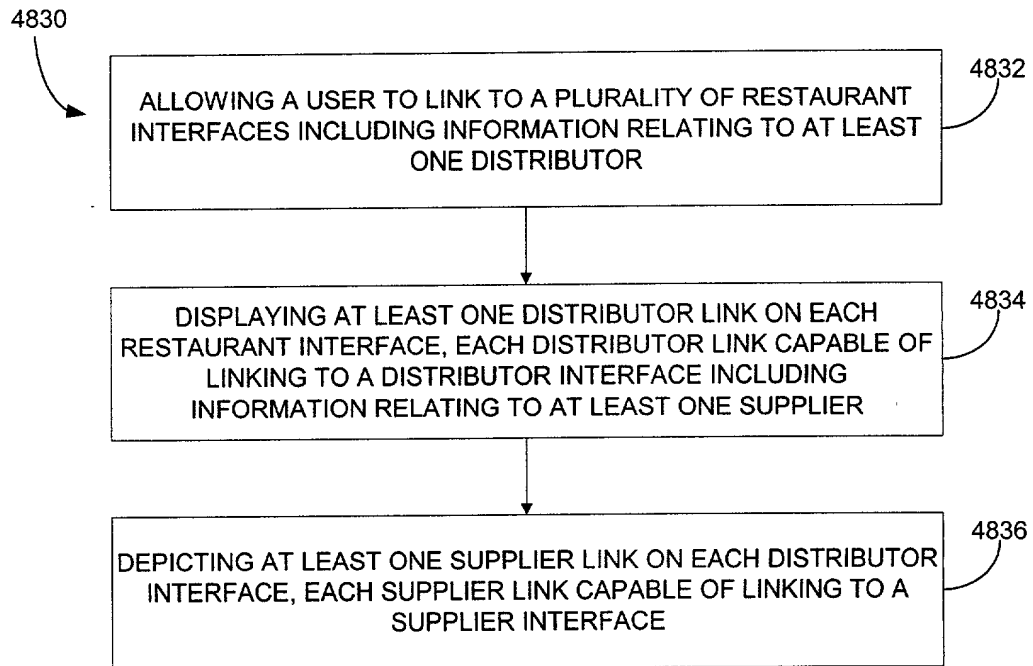 4830
4832
ALLOWING A USER TO LINK TO A PLURALITY OF RESTAURANT
INTERFACES INCLUDING INFORMATION RELATING TO AT LEAST
ONE DISTRIBUTOR
4834
DISPLAYING AT LEAST ONE DISTRIBUTOR LINK ON EACH
RESTAURANT INTERFACE, EACH DISTRIBUTOR LINK CAPABLE OF
LINKING TO A DISTRIBUTOR INTERFACE INCLUDING
INFORMATION RELATING TO AT LEAST ONE SUPPLIER
4836
DEPICTING AT LEAST ONE SUPPLIER LINK ON EACH DISTRIBUTOR
INTERFACE, EACH SUPPLIER LINK CAPABLE OF LINKING TO A
SUPPLIER INTERFACE